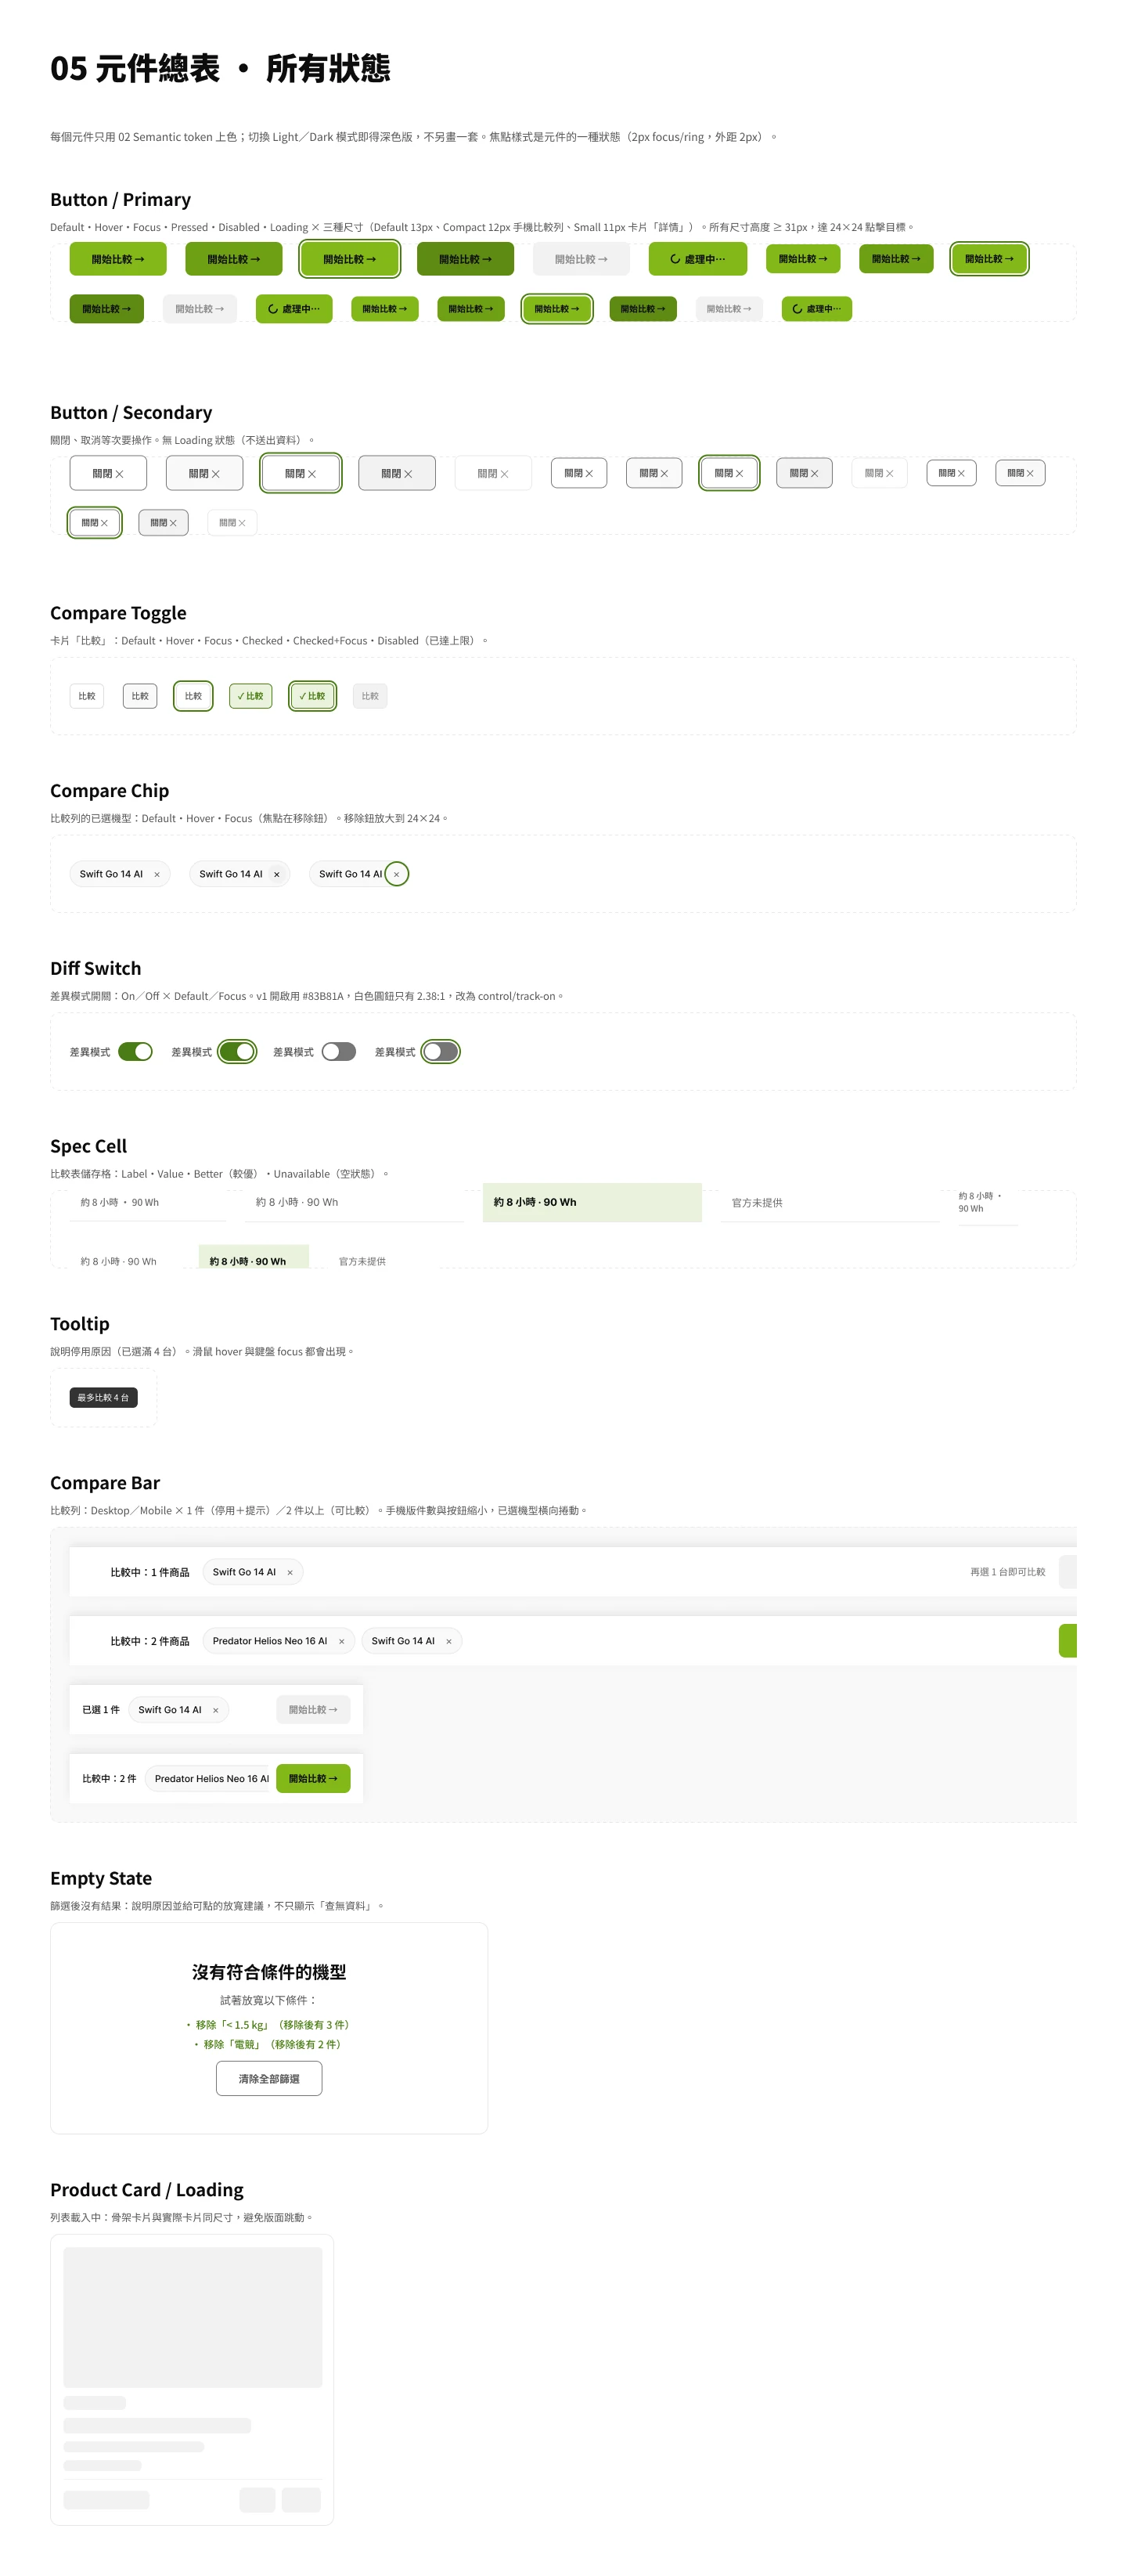 05 元件總表 · 所有狀態
每個元件只用 02 Semantic token 上色；切換 Light／Dark 模式即得深色版，不另畫一套。焦點樣式是元件的一種狀態（2px focus/ring，外距 2px）。
Button / Primary
Default・Hover・Focus・Pressed・Disabled・Loading × 三種尺寸（Default 13px、Compact 12px 手機比較列、Small 11px 卡片「詳情」）。所有尺寸高度 ≥ 31px，達 24×24 點擊目標。
開始比較 → 開始比較 → 開始比較 → 開始比較 → 開始比較 → 處理中… 開始比較 → 開始比較 → 開始比較 →
開始比較 → 開始比較 → 處理中… 開始比較 → 開始比較 → 開始比較 → 開始比較 → 開始比較 → 處理中…
Button / Secondary
關閉、取消等次要操作。無 Loading 狀態（不送出資料）。
關閉 × 關閉 × 關閉 × 關閉 × 關閉 × 關閉 × 關閉 × 關閉 × 關閉 × 關閉 × 關閉 × 關閉 ×
關閉 × 關閉 × 關閉 ×
Compare Toggle
卡片「比較」：Default・Hover・Focus・Checked・Checked+Focus・Disabled（已達上限）。
比較 比較 比較 ✓ 比較 ✓ 比較 比較
Compare Chip
比較列的已選機型：Default・Hover・Focus（焦點在移除鈕）。移除鈕放大到 24×24。
Swift Go 14 AI × Swift Go 14 AI × Swift Go 14 AI ×
Diff Switch
差異模式開關：On／Off × Default／Focus。v1 開啟用 #83B81A，白色圓鈕只有 2.38:1，改為 control/track-on。
差異模式 差異模式 差異模式 差異模式
Spec Cell
比較表儲存格：Label・Value・Better（較優）・Unavailable（空狀態）。
約 8 小時 · 90 Wh 約 8 小時 · 90 Wh 約 8 小時 · 90 Wh 官方未提供 約 8 小時 ·
90 Wh
約 8 小時 · 90 Wh 約 8 小時 · 90 Wh 官方未提供
Tooltip
說明停用原因（已選滿 4 台）。滑鼠 hover 與鍵盤 focus 都會出現。
最多比較 4 台
Compare Bar
比較列：Desktop／Mobile × 1 件（停用＋提示）／2 件以上（可比較）。手機版件數與按鈕縮小，已選機型橫向捲動。
比較中：1 件商品 Swift Go 14 AI × 再選 1 台即可比較
比較中：2 件商品 Predator Helios Neo 16 AI × Swift Go 14 AI ×
已選 1 件 Swift Go 14 AI × 開始比較 →
比較中：2 件 Predator Helios Neo 16 AI 開始比較 →
Empty State
篩選後沒有結果：說明原因並給可點的放寬建議，不只顯示「查無資料」。
沒有符合條件的機型
試著放寬以下條件：
・ 移除「< 1.5 kg」（移除後有 3 件）
・ 移除「電競」（移除後有 2 件）
清除全部篩選
Product Card / Loading
列表載入中：骨架卡片與實際卡片同尺寸，避免版面跳動。